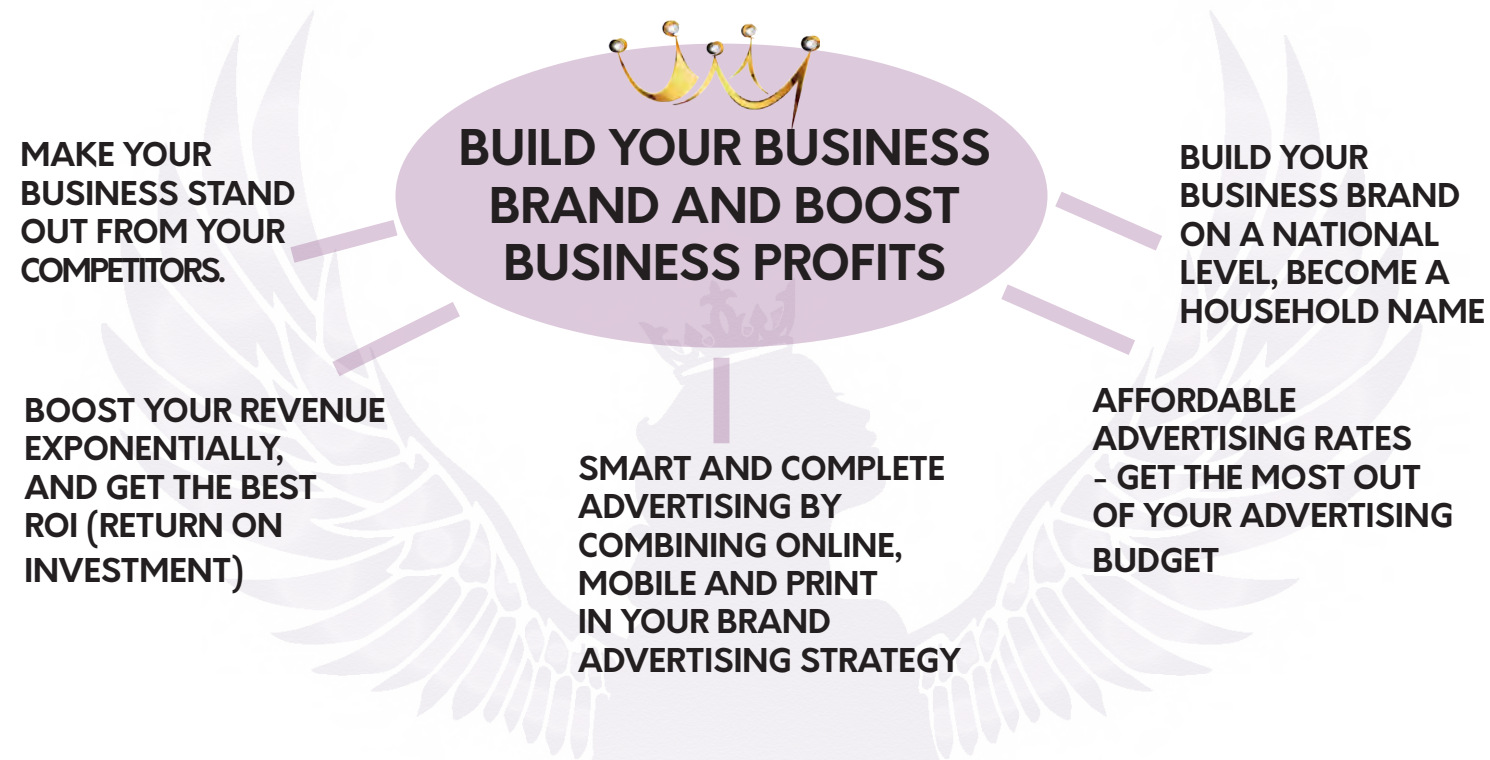 BUILD YOUR BUSINESS
BRAND AND BOOST
BUSINESS PROFITS
MAKE YOUR
BUSINESS STAND
OUT FROM YOUR
COMPETITORS.
BOOST YOUR REVENUE
EXPONENTIALLY,
AND GET THE BEST
ROI (RETURN ON
INVESTMENT)
SMART AND COMPLETE
ADVERTISING BY
COMBINING ONLINE,
MOBILE AND PRINT
IN YOUR BRAND
ADVERTISING STRATEGY
BUILD YOUR
BUSINESS BRAND
ON A NATIONAL
LEVEL, BECOME A
HOUSEHOLD NAME
AFFORDABLE
ADVERTISING RATES
- GET THE MOST OUT
OF YOUR ADVERTISING
BUDGET